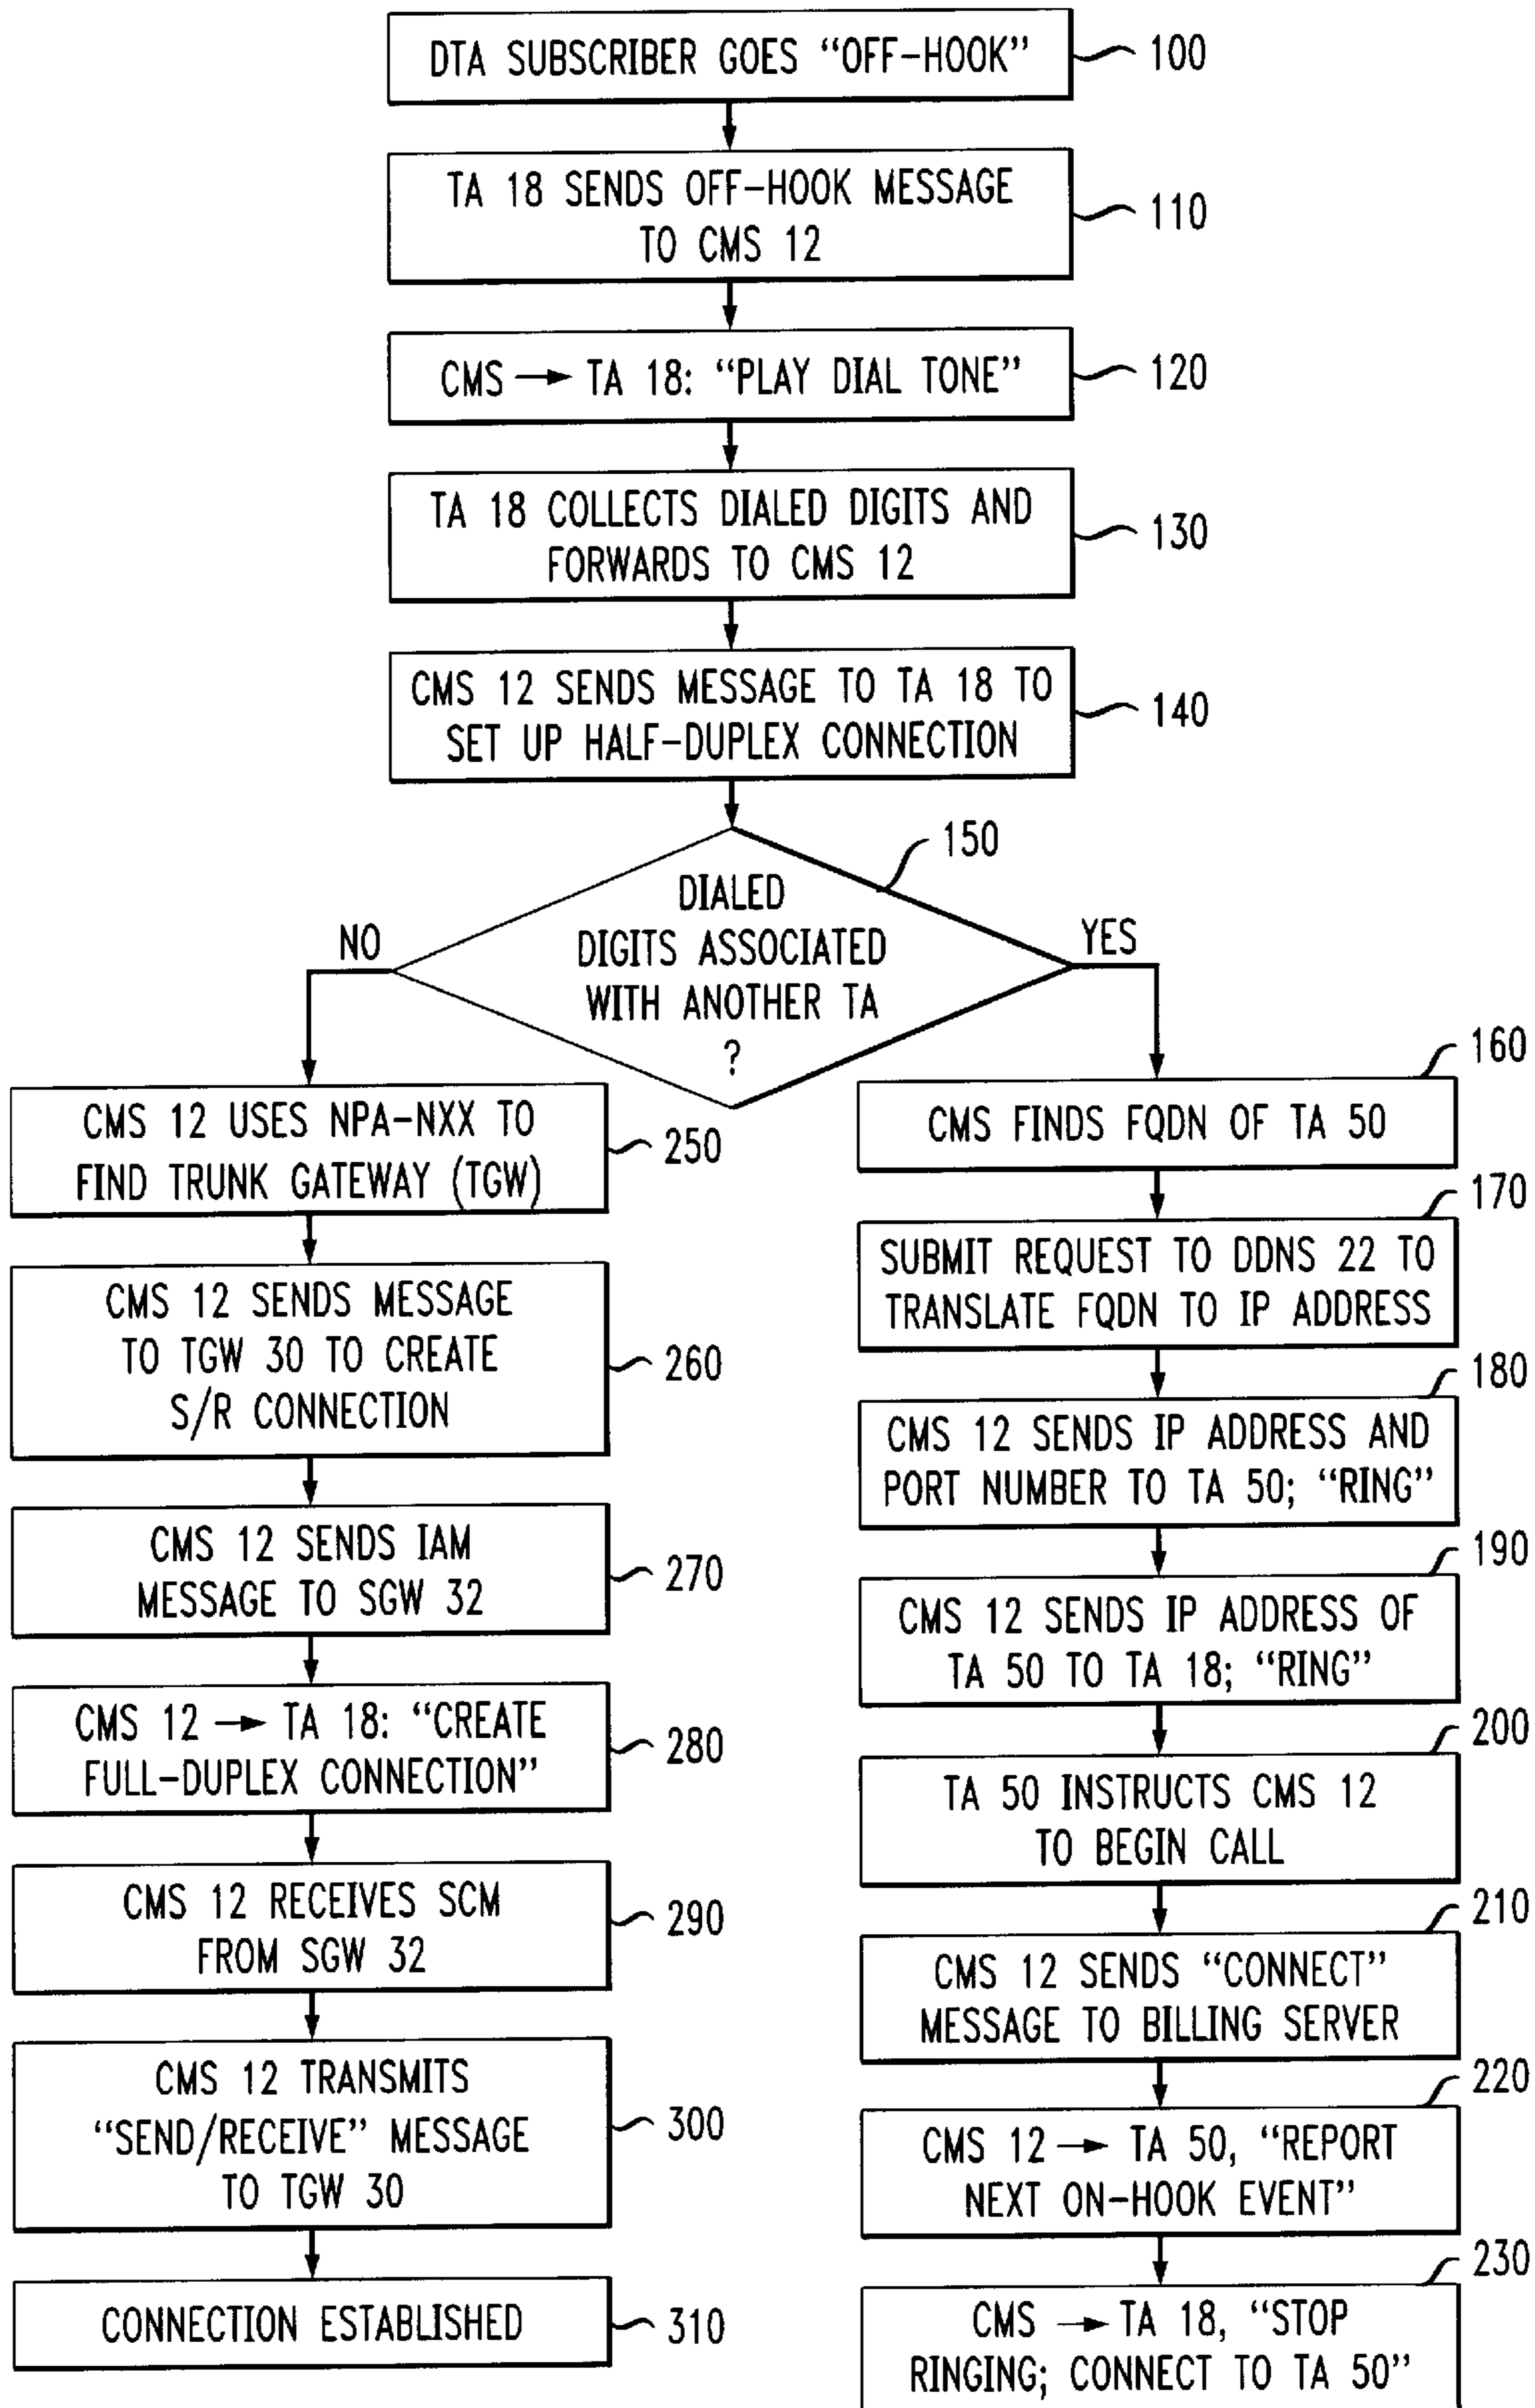 DTA SUBSCRIBER GOES “OFF-HOOK”
100
TA 18 SENDS OFF-HOOK MESSAGE
TO CMS 12
110
CMS → TA 18: “PLAY DIAL TONE”
120
TA 18 COLLECTS DIALED DIGITS AND
FORWARDS TO CMS 12
130
CMS 12 SENDS MESSAGE TO TA 18 TO
SET UP HALF-DUPLEX CONNECTION
140
150
DIALED
DIGITS ASSOCIATED
WITH ANOTHER TA
?
NO
YES
CMS 12 USES NPA-NXX TO
FIND TRUNK GATEWAY (TGW)
250
CMS 12 SENDS MESSAGE
TO TGW 30 TO CREATE
S/R CONNECTION
260
CMS 12 SENDS IAM
MESSAGE TO SGW 32
270
CMS 12 → TA 18: “CREATE
FULL-DUPLEX CONNECTION”
280
CMS 12 RECEIVES SCM
FROM SGW 32
290
CMS 12 TRANSMITS
“SEND/RECEIVE” MESSAGE
TO TGW 30
300
CONNECTION ESTABLISHED
310
160
CMS FINDS FQDN OF TA 50
170
SUBMIT REQUEST TO DDNS 22 TO
TRANSLATE FQDN TO IP ADDRESS
180
CMS 12 SENDS IP ADDRESS AND
PORT NUMBER TO TA 50; “RING”
190
CMS 12 SENDS IP ADDRESS OF
TA 50 TO TA 18; “RING”
200
TA 50 INSTRUCTS CMS 12
TO BEGIN CALL
210
CMS 12 SENDS “CONNECT”
MESSAGE TO BILLING SERVER
220
CMS 12 → TA 50, “REPORT
NEXT ON-HOOK EVENT”
230
CMS → TA 18, “STOP
RINGING; CONNECT TO TA 50”